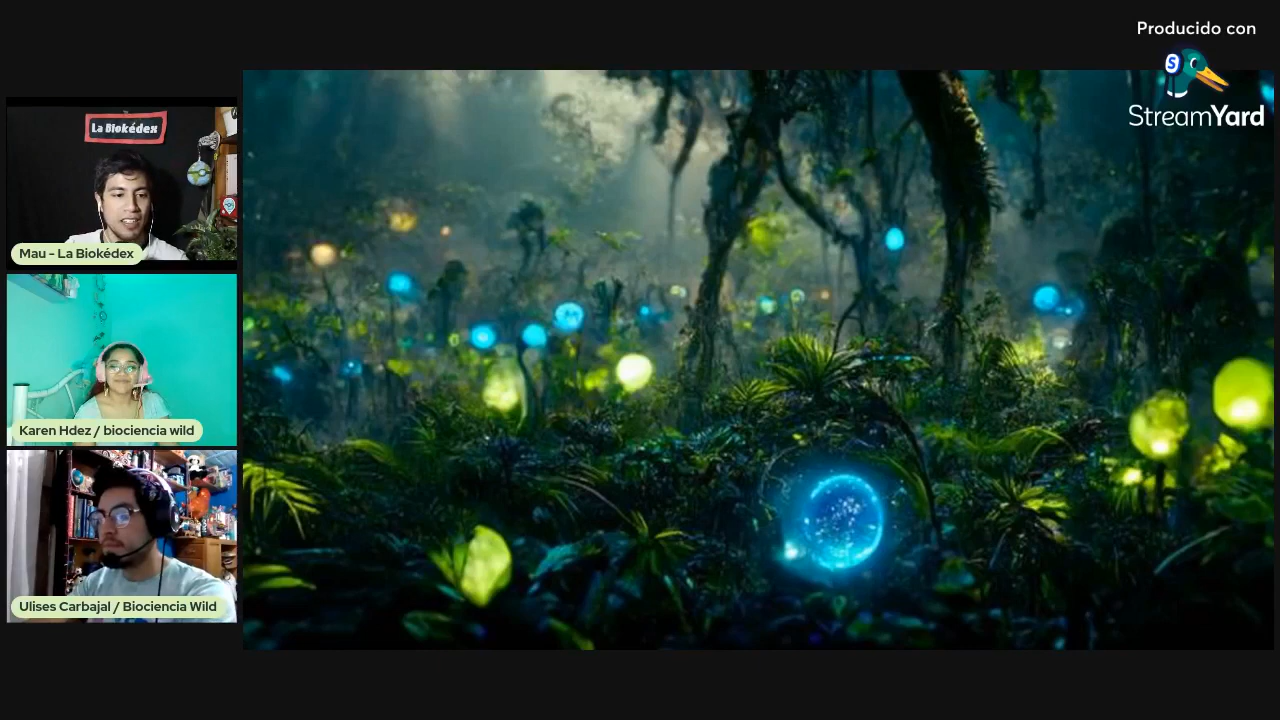 Producido con
StreamYard
La Biokédex
Mau - La Biokédex
Karen Hdez / biociencia wild
Ulises Carbajal / Biociencia Wild